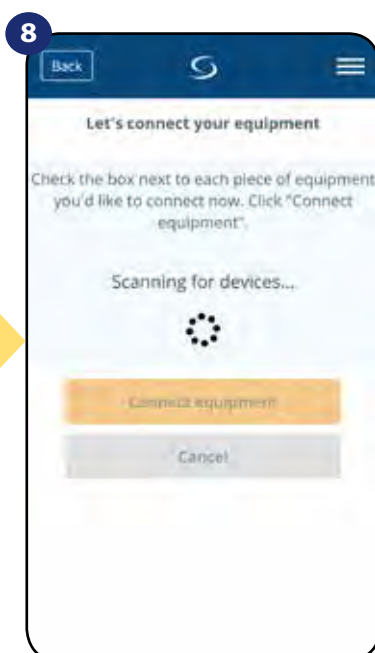 8
Back
Let's connect your equipment
Check the box next to each piece of equipment
you'd like to connect now. Click "Connect
equipment".
Scanning for devices...
Connect equipment
Cancel